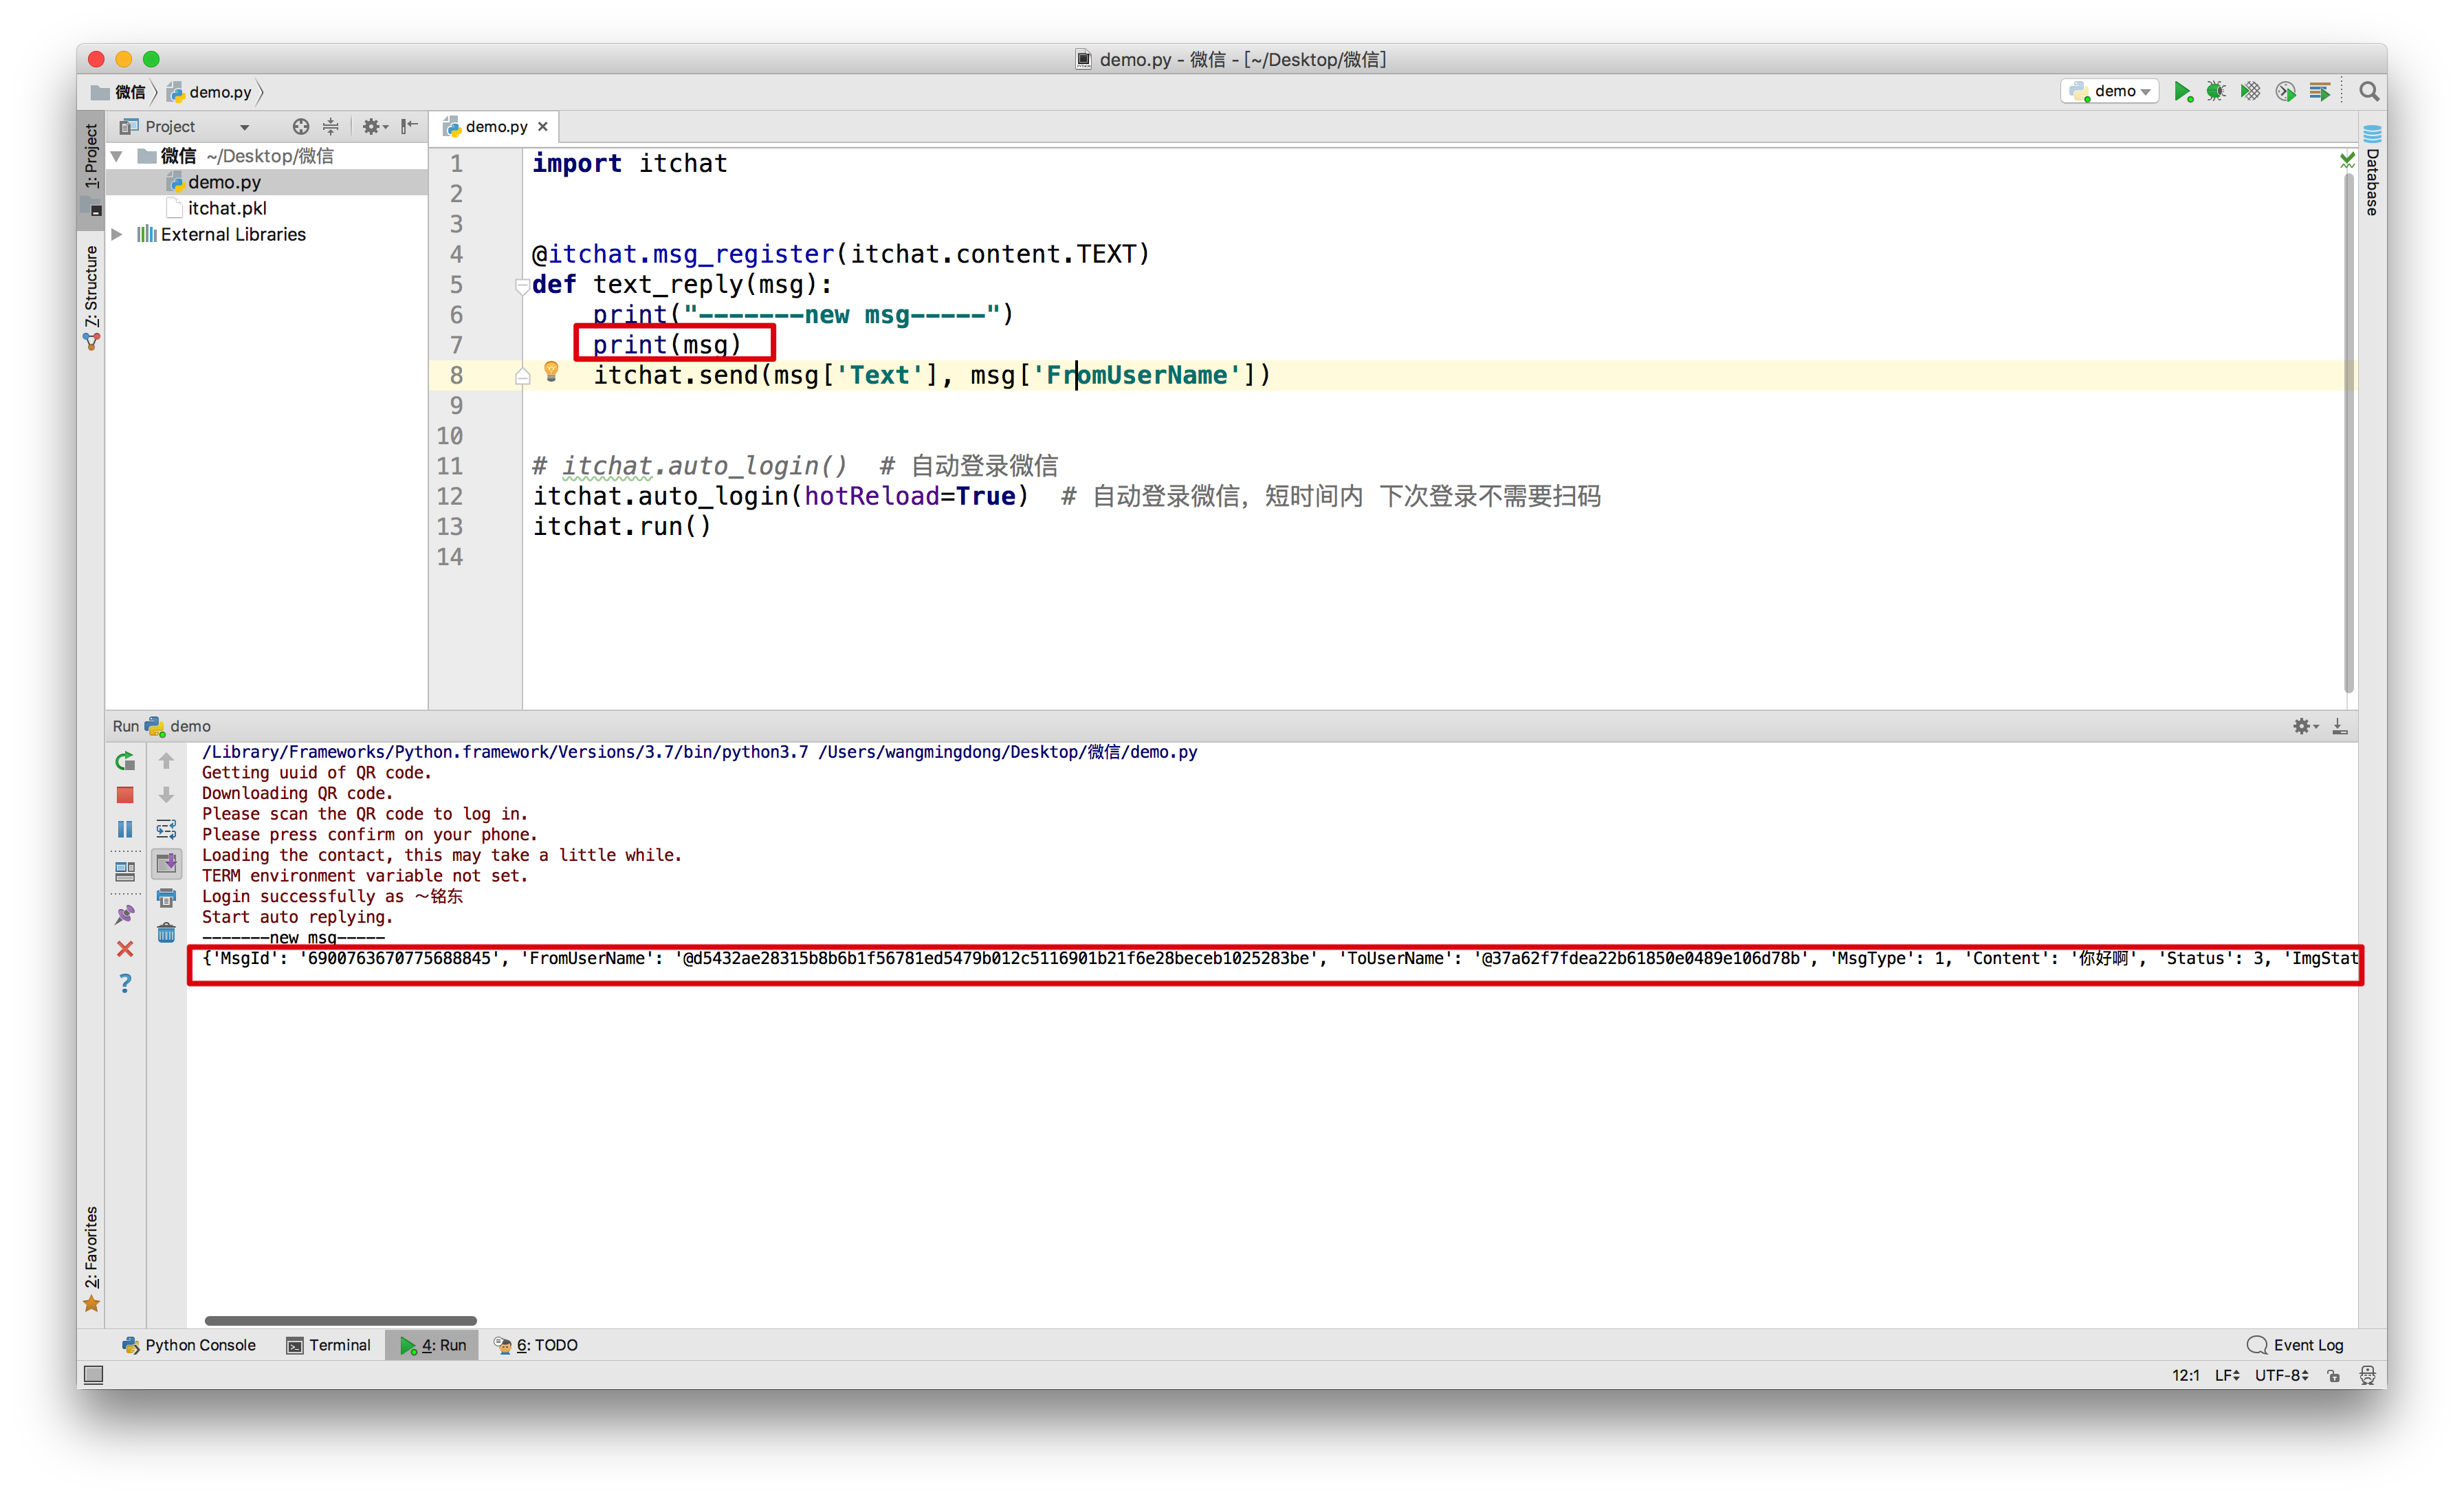 demo.py - 微信 - [~/Desktop/微信]
微信 demo.py
demo
1: Project
7: Structure
2: Favorites
Database
Project
微信 ~/Desktop/微信
demo.py
itchat.pkl
External Libraries
demo.py
1 import itchat
2
3
4 @itchat.msg_register(itchat.content.TEXT)
5 def text_reply(msg):
6 print("-------new msg-----")
7 print(msg)
8 itchat.send(msg['Text'], msg['FromUserName'])
9
10
11 # itchat.auto_login()  # 自动登录微信
12 itchat.auto_login(hotReload=True)  # 自动登录微信，短时间内 下次登录不需要扫码
13 itchat.run()
14
Run demo
/Library/Frameworks/Python.framework/Versions/3.7/bin/python3.7 /Users/wangmingdong/Desktop/微信/demo.py
Getting uuid of QR code.
Downloading QR code.
Please scan the QR code to log in.
Please press confirm on your phone.
Loading the contact, this may take a little while.
TERM environment variable not set.
Login successfully as ～铭东
Start auto replying.
-------new msg-----
{'MsgId': '6900763670775688845', 'FromUserName': '@d5432ae28315b8b6b1f56781ed5479b012c5116901b21f6e28beceb1025283be', 'ToUserName': '@37a62f7fdea22b61850e0489e106d78b', 'MsgType': 1, 'Content': '你好啊', 'Status': 3, 'ImgStat
Python Console Terminal 4: Run 6: TODO Event Log
12:1 LF UTF-8